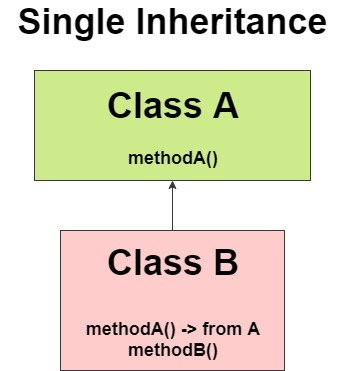 Single Inheritance
Class A
methodA()
Class B
methodA() -> from A
methodB()